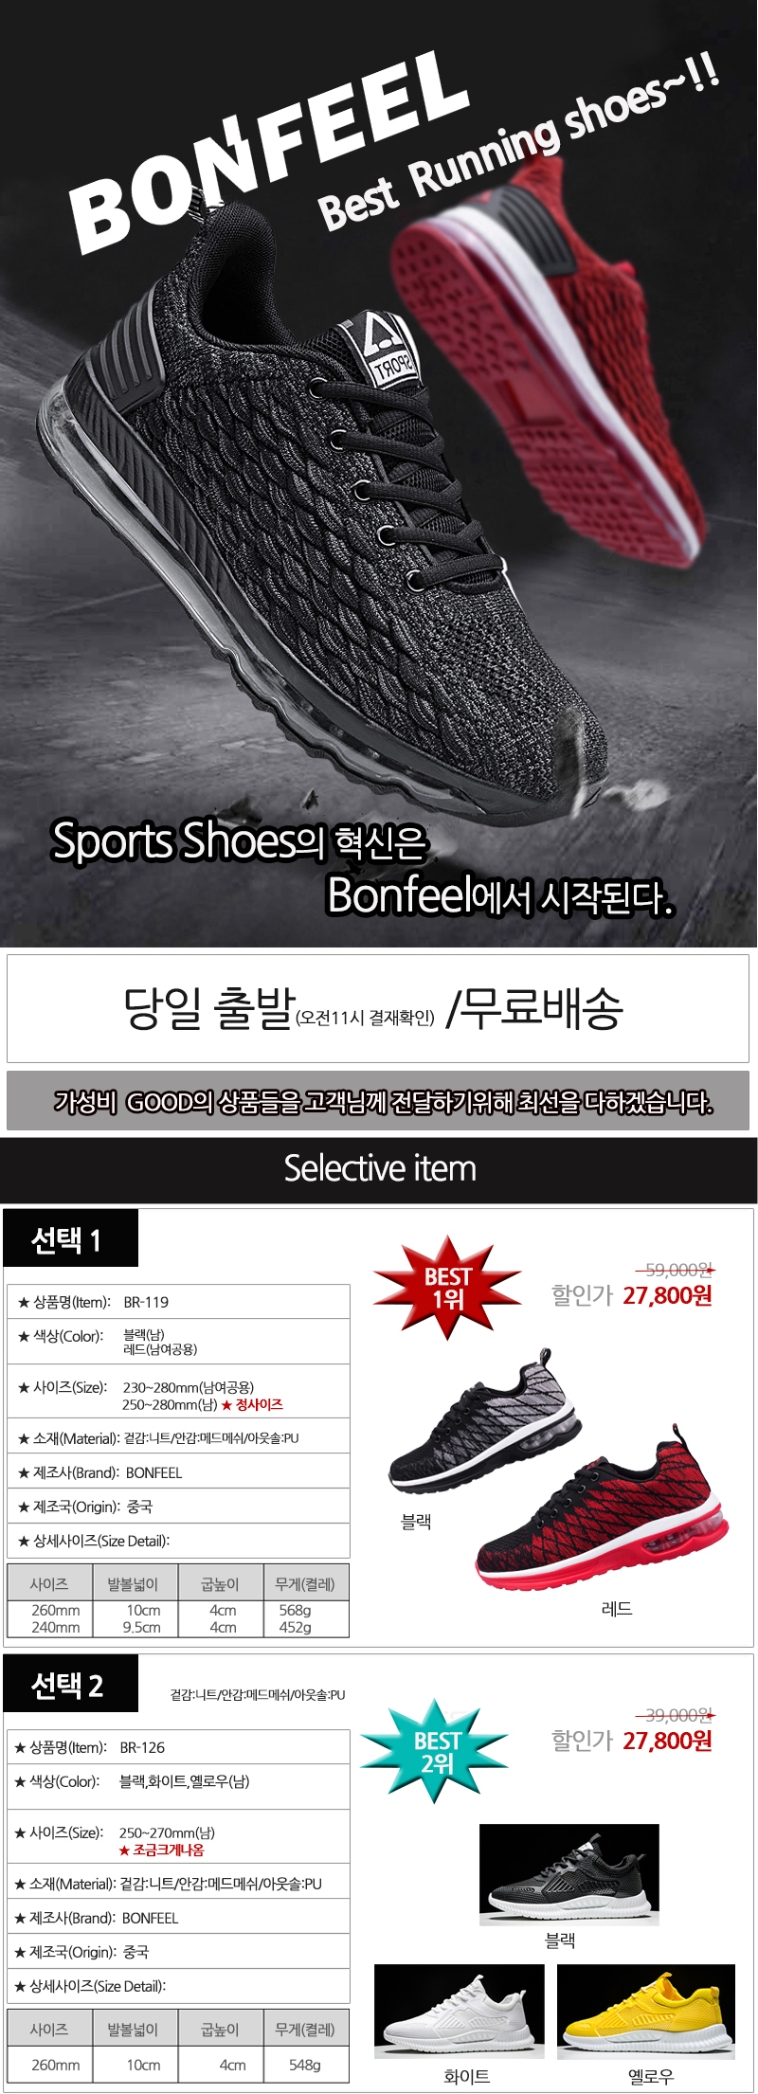 BONFEEL
Best Running shoes~!!
SPORT
Sports Shoes의 혁신은
Bonfeel에서 시작된다.
당일 출발(오전11시 결재확인) /무료배송
가성비 GOOD의 상품들을 고객님께 전달하기위해 최선을 다하겠습니다.
Selective item
선택 1
BEST
1위
59,000원
할인가 27,800원
★ 상품명(Item): BR-119
★ 색상(Color): 블랙(남)
레드(남여공용)
★ 사이즈(Size): 230~280mm(남여공용)
250~280mm(남) ★ 정사이즈
★ 소재(Material): 겉감:니트/안감:메드메쉬/아웃솔:PU
★ 제조사(Brand): BONFEEL
★ 제조국(Origin): 중국
★ 상세사이즈(Size Detail):
사이즈 발볼넓이 굽높이 무게(켤레)
260mm 10cm 4cm 568g
240mm 9.5cm 4cm 452g
블랙
레드
선택 2
겉감:니트/안감:메드메쉬/아웃솔:PU
BEST
2위
39,000원
할인가 27,800원
★ 상품명(Item): BR-126
★ 색상(Color): 블랙,화이트,옐로우(남)
★ 사이즈(Size): 250~270mm(남)
★ 조금크게나옴
★ 소재(Material): 겉감:니트/안감:메드메쉬/아웃솔:PU
★ 제조사(Brand): BONFEEL
★ 제조국(Origin): 중국
★ 상세사이즈(Size Detail):
사이즈 발볼넓이 굽높이 무게(켤레)
260mm 10cm 4cm 548g
블랙
화이트
옐로우